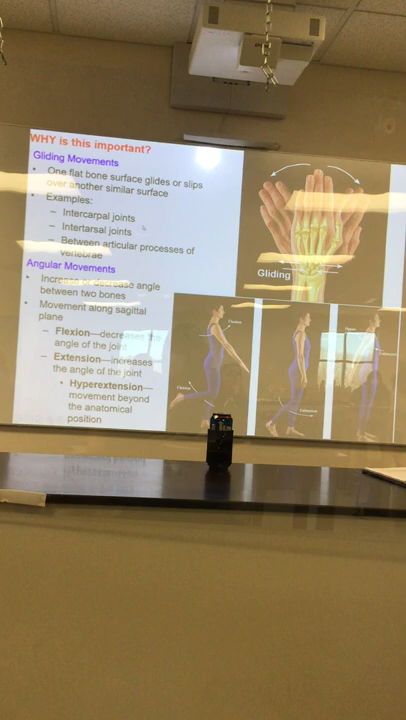 WHY is this important?
Gliding Movements
• One flat bone surface glides or slips
over another similar surface
• Examples:
– Intercarpal joints
– Intertarsal joints
– Between articular processes of
vertebrae
Angular Movements
• Increase or decrease angle
between two bones
• Movement along sagittal
plane
– Flexion—decreases the
angle of the joint
– Extension—increases
the angle of the joint
• Hyperextension—
movement beyond
the anatomical
position
Gliding
Flexion
Extension